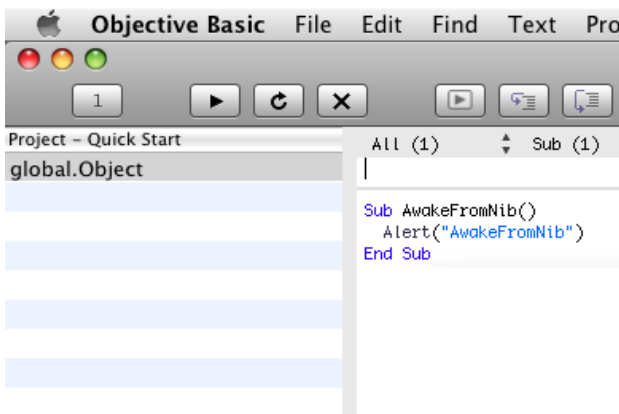 Objective Basic File Edit Find Text Pro
1
Project – Quick Start
All (1) Sub (1)
global.Object
Sub AwakeFromNib()
Alert("AwakeFromNib")
End Sub